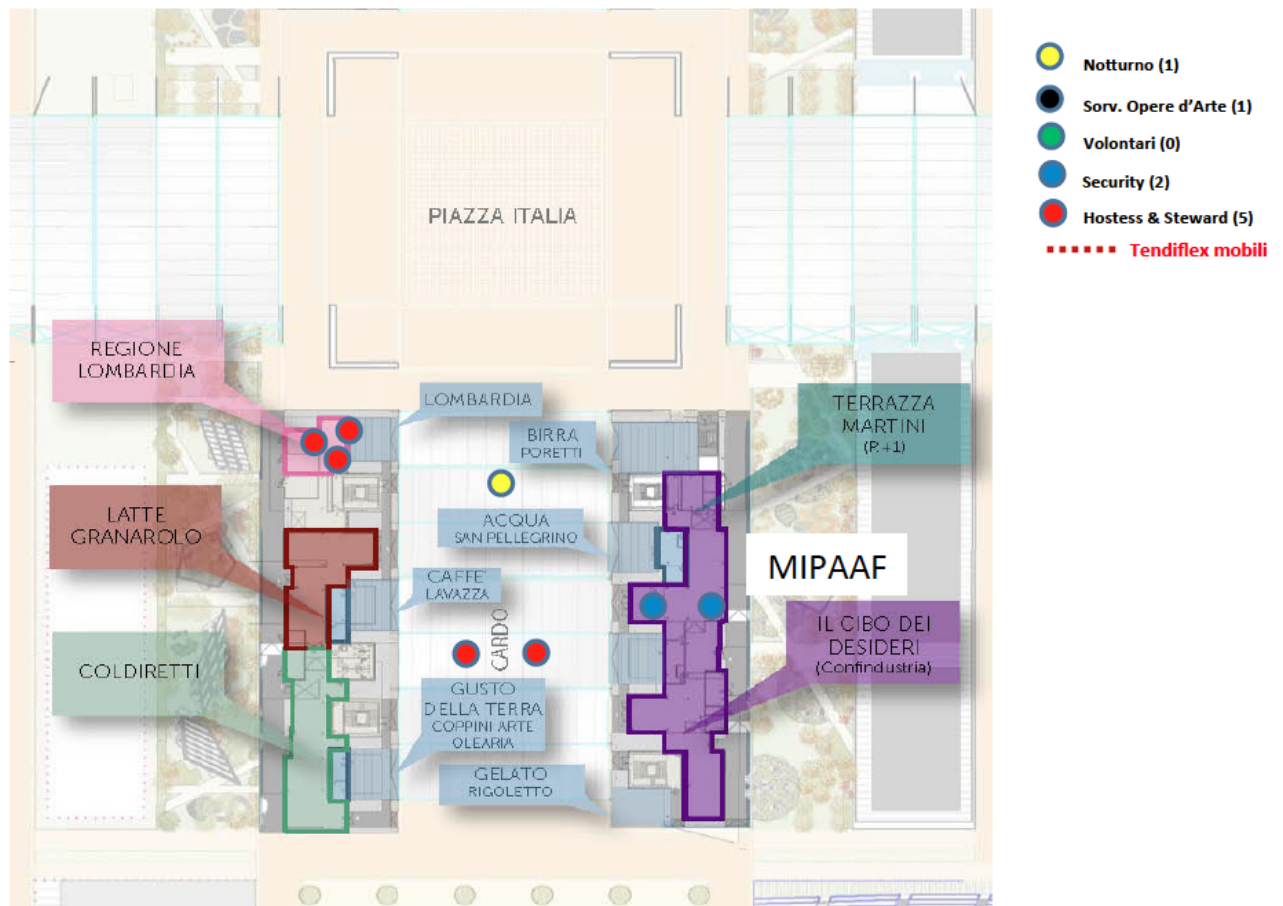 Notturno (1)
Sorv. Opere d'Arte (1)
Volontari (0)
Security (2)
Hostess & Steward (5)
Tendiflex mobili
PIAZZA ITALIA
REGIONE
LOMBARDIA
LOMBARDIA
TERRAZZA
MARTINI
(P.+1)
BIRRA
PORETTI
LATTE
GRANAROLO
ACQUA
SAN PELLEGRINO
MIPAAF
CAFFE'
LAVAZZA
CARDO
IL CIBO DEI
DESIDERI
(Confindustria)
COLDIRETTI
GUSTO
DELLA TERRA
COPPINI ARTE
OLEARIA
GELATO
RIGOLETTO